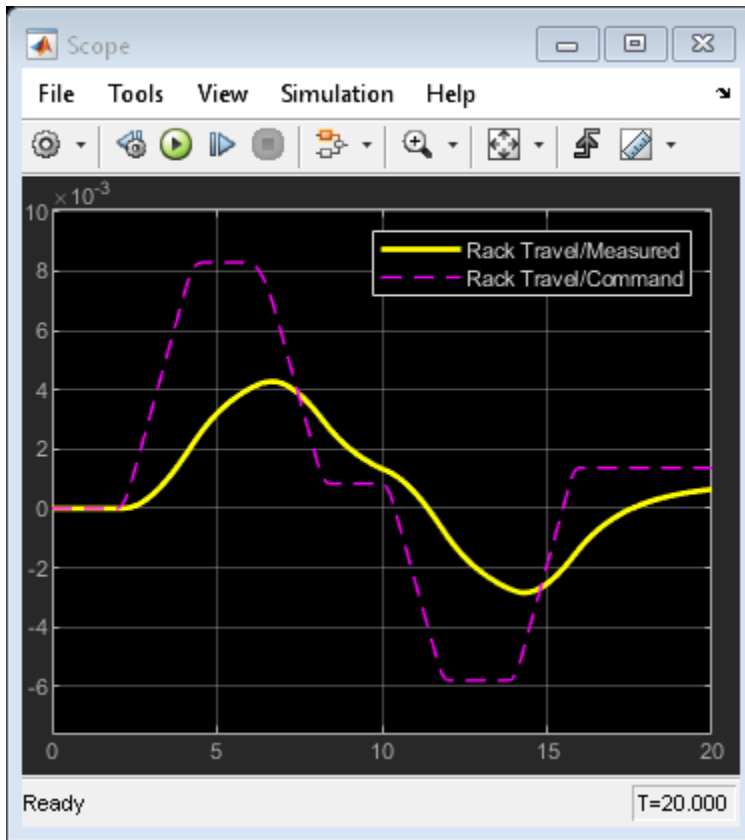 Scope
File Tools View Simulation Help
×10-3
10
Rack Travel/Measured
Rack Travel/Command
8
6
4
2
0
-2
-4
-6
0 5 10 15 20
Ready T=20.000